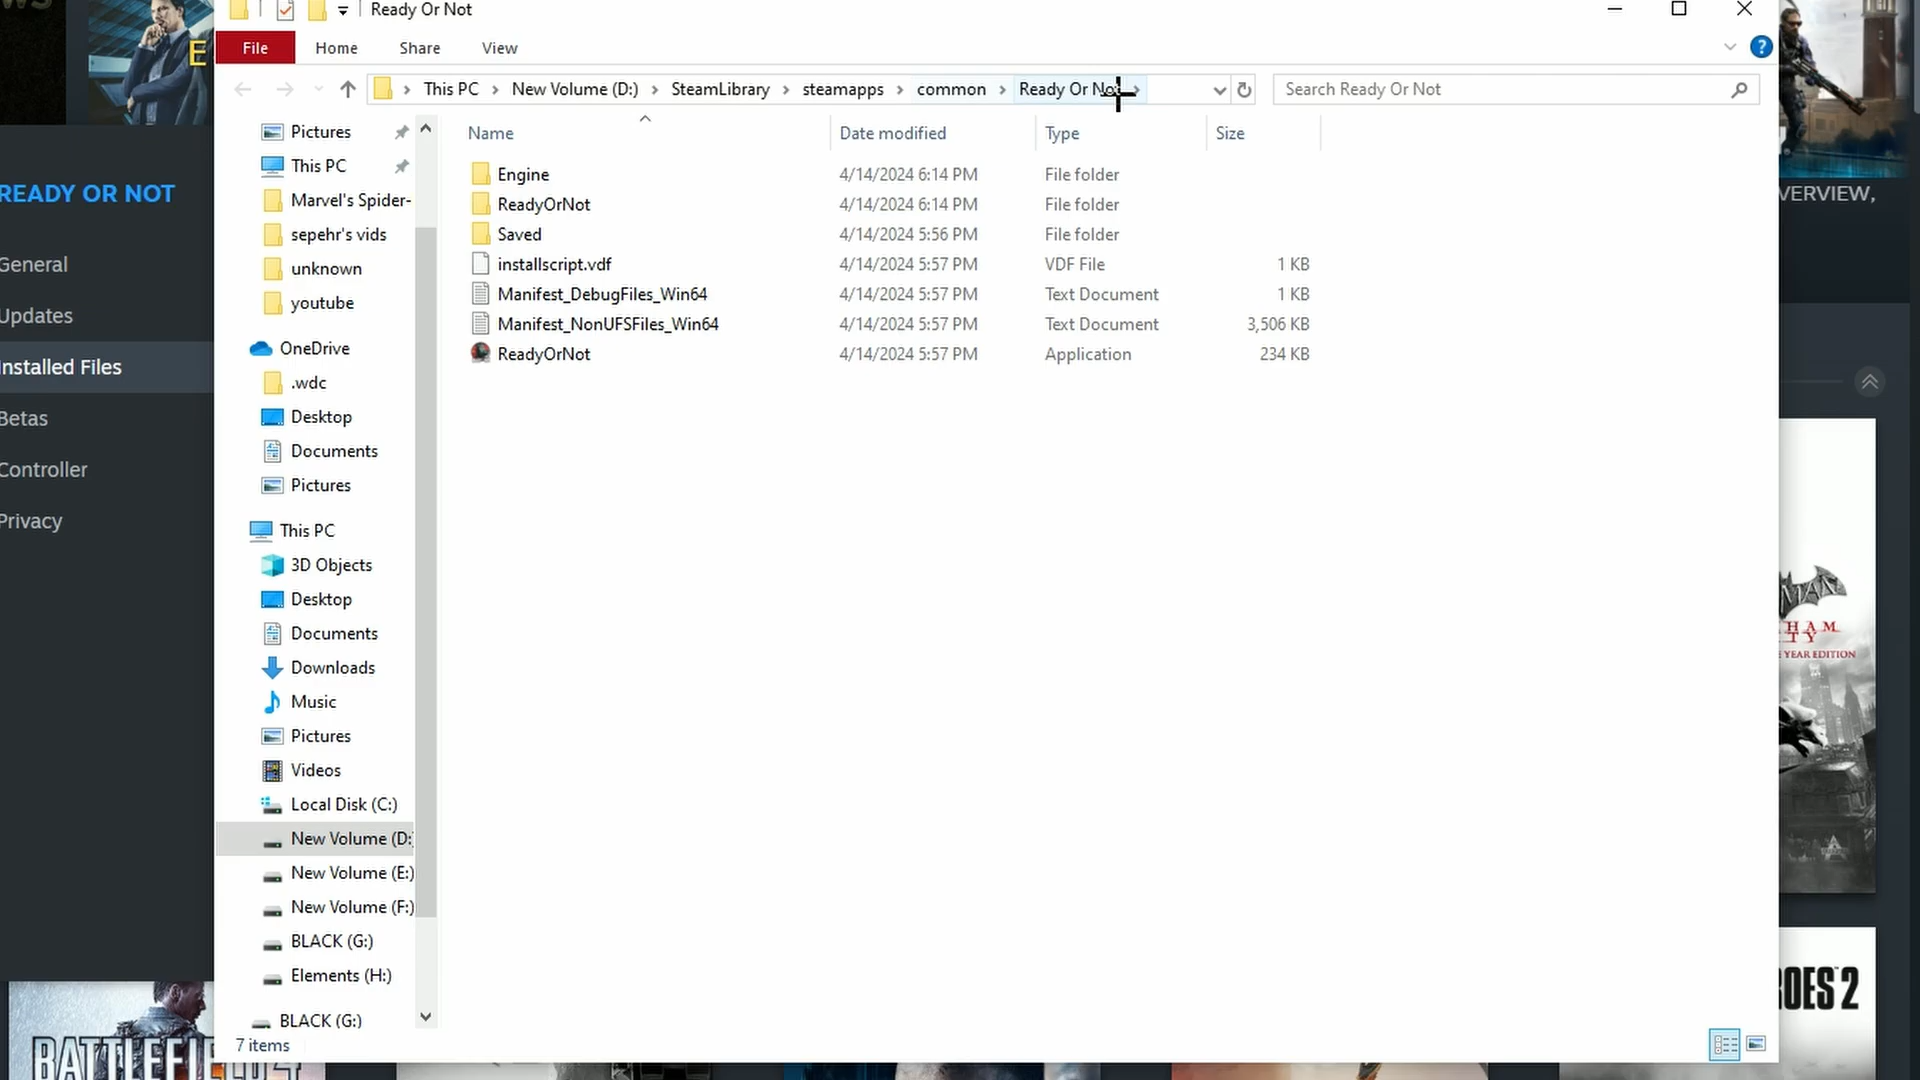 Ready Or Not
File Home Share View
This PC New Volume (D:) SteamLibrary steamapps common Ready Or Not
Search Ready Or Not
Name Date modified Type Size
Engine 4/14/2024 6:14 PM File folder
ReadyOrNot 4/14/2024 6:14 PM File folder
Saved 4/14/2024 5:56 PM File folder
installscript.vdf 4/14/2024 5:57 PM VDF File 1 KB
Manifest_DebugFiles_Win64 4/14/2024 5:57 PM Text Document 1 KB
Manifest_NonUFSFiles_Win64 4/14/2024 5:57 PM Text Document 3,506 KB
ReadyOrNot 4/14/2024 5:57 PM Application 234 KB
Pictures
This PC
Marvel's Spider-
sepehr's vids
unknown
youtube
OneDrive
.wdc
Desktop
Documents
Pictures
This PC
3D Objects
Desktop
Documents
Downloads
Music
Pictures
Videos
Local Disk (C:)
New Volume (D:
New Volume (E:)
New Volume (F:)
BLACK (G:)
Elements (H:)
BLACK (G:)
7 items
READY OR NOT
General
Updates
Installed Files
Betas
Controller
Privacy
E
VERVIEW,
HAM
TY
YEAR EDITION
OES 2
BATTLEFIELD 4